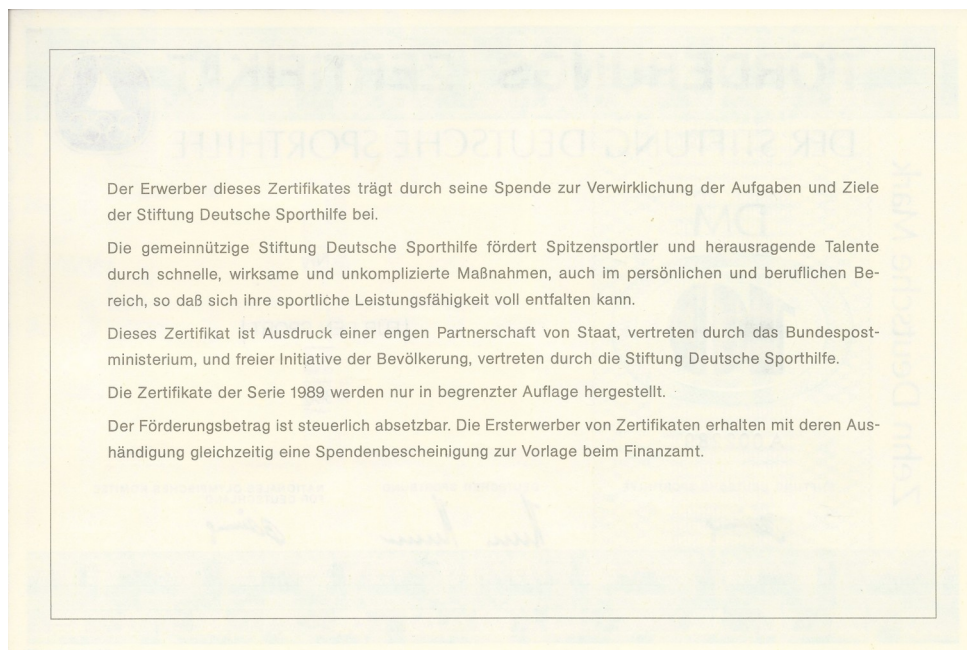 Der Erwerber dieses Zertifikates trägt durch seine Spende zur Verwirklichung der Aufgaben und Ziele
der Stiftung Deutsche Sporthilfe bei.
Die gemeinnützige Stiftung Deutsche Sporthilfe fördert Spitzensportler und herausragende Talente
durch schnelle, wirksame und unkomplizierte Maßnahmen, auch im persönlichen und beruflichen Be-
reich, so daß sich ihre sportliche Leistungsfähigkeit voll entfalten kann.
Dieses Zertifikat ist Ausdruck einer engen Partnerschaft von Staat, vertreten durch das Bundespost-
ministerium, und freier Initiative der Bevölkerung, vertreten durch die Stiftung Deutsche Sporthilfe.
Die Zertifikate der Serie 1989 werden nur in begrenzter Auflage hergestellt.
Der Förderungsbetrag ist steuerlich absetzbar. Die Ersterwerber von Zertifikaten erhalten mit deren Aus-
händigung gleichzeitig eine Spendenbescheinigung zur Vorlage beim Finanzamt.